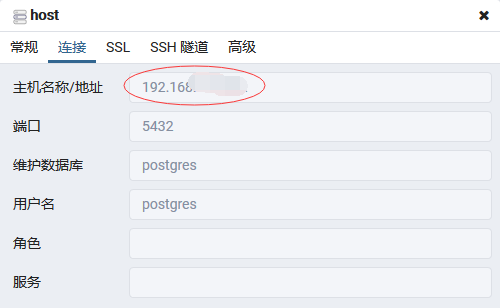 host
常规 连接 SSL SSH 隧道 高级
主机名称/地址 192.168.
端口 5432
维护数据库 postgres
用户名 postgres
角色
服务